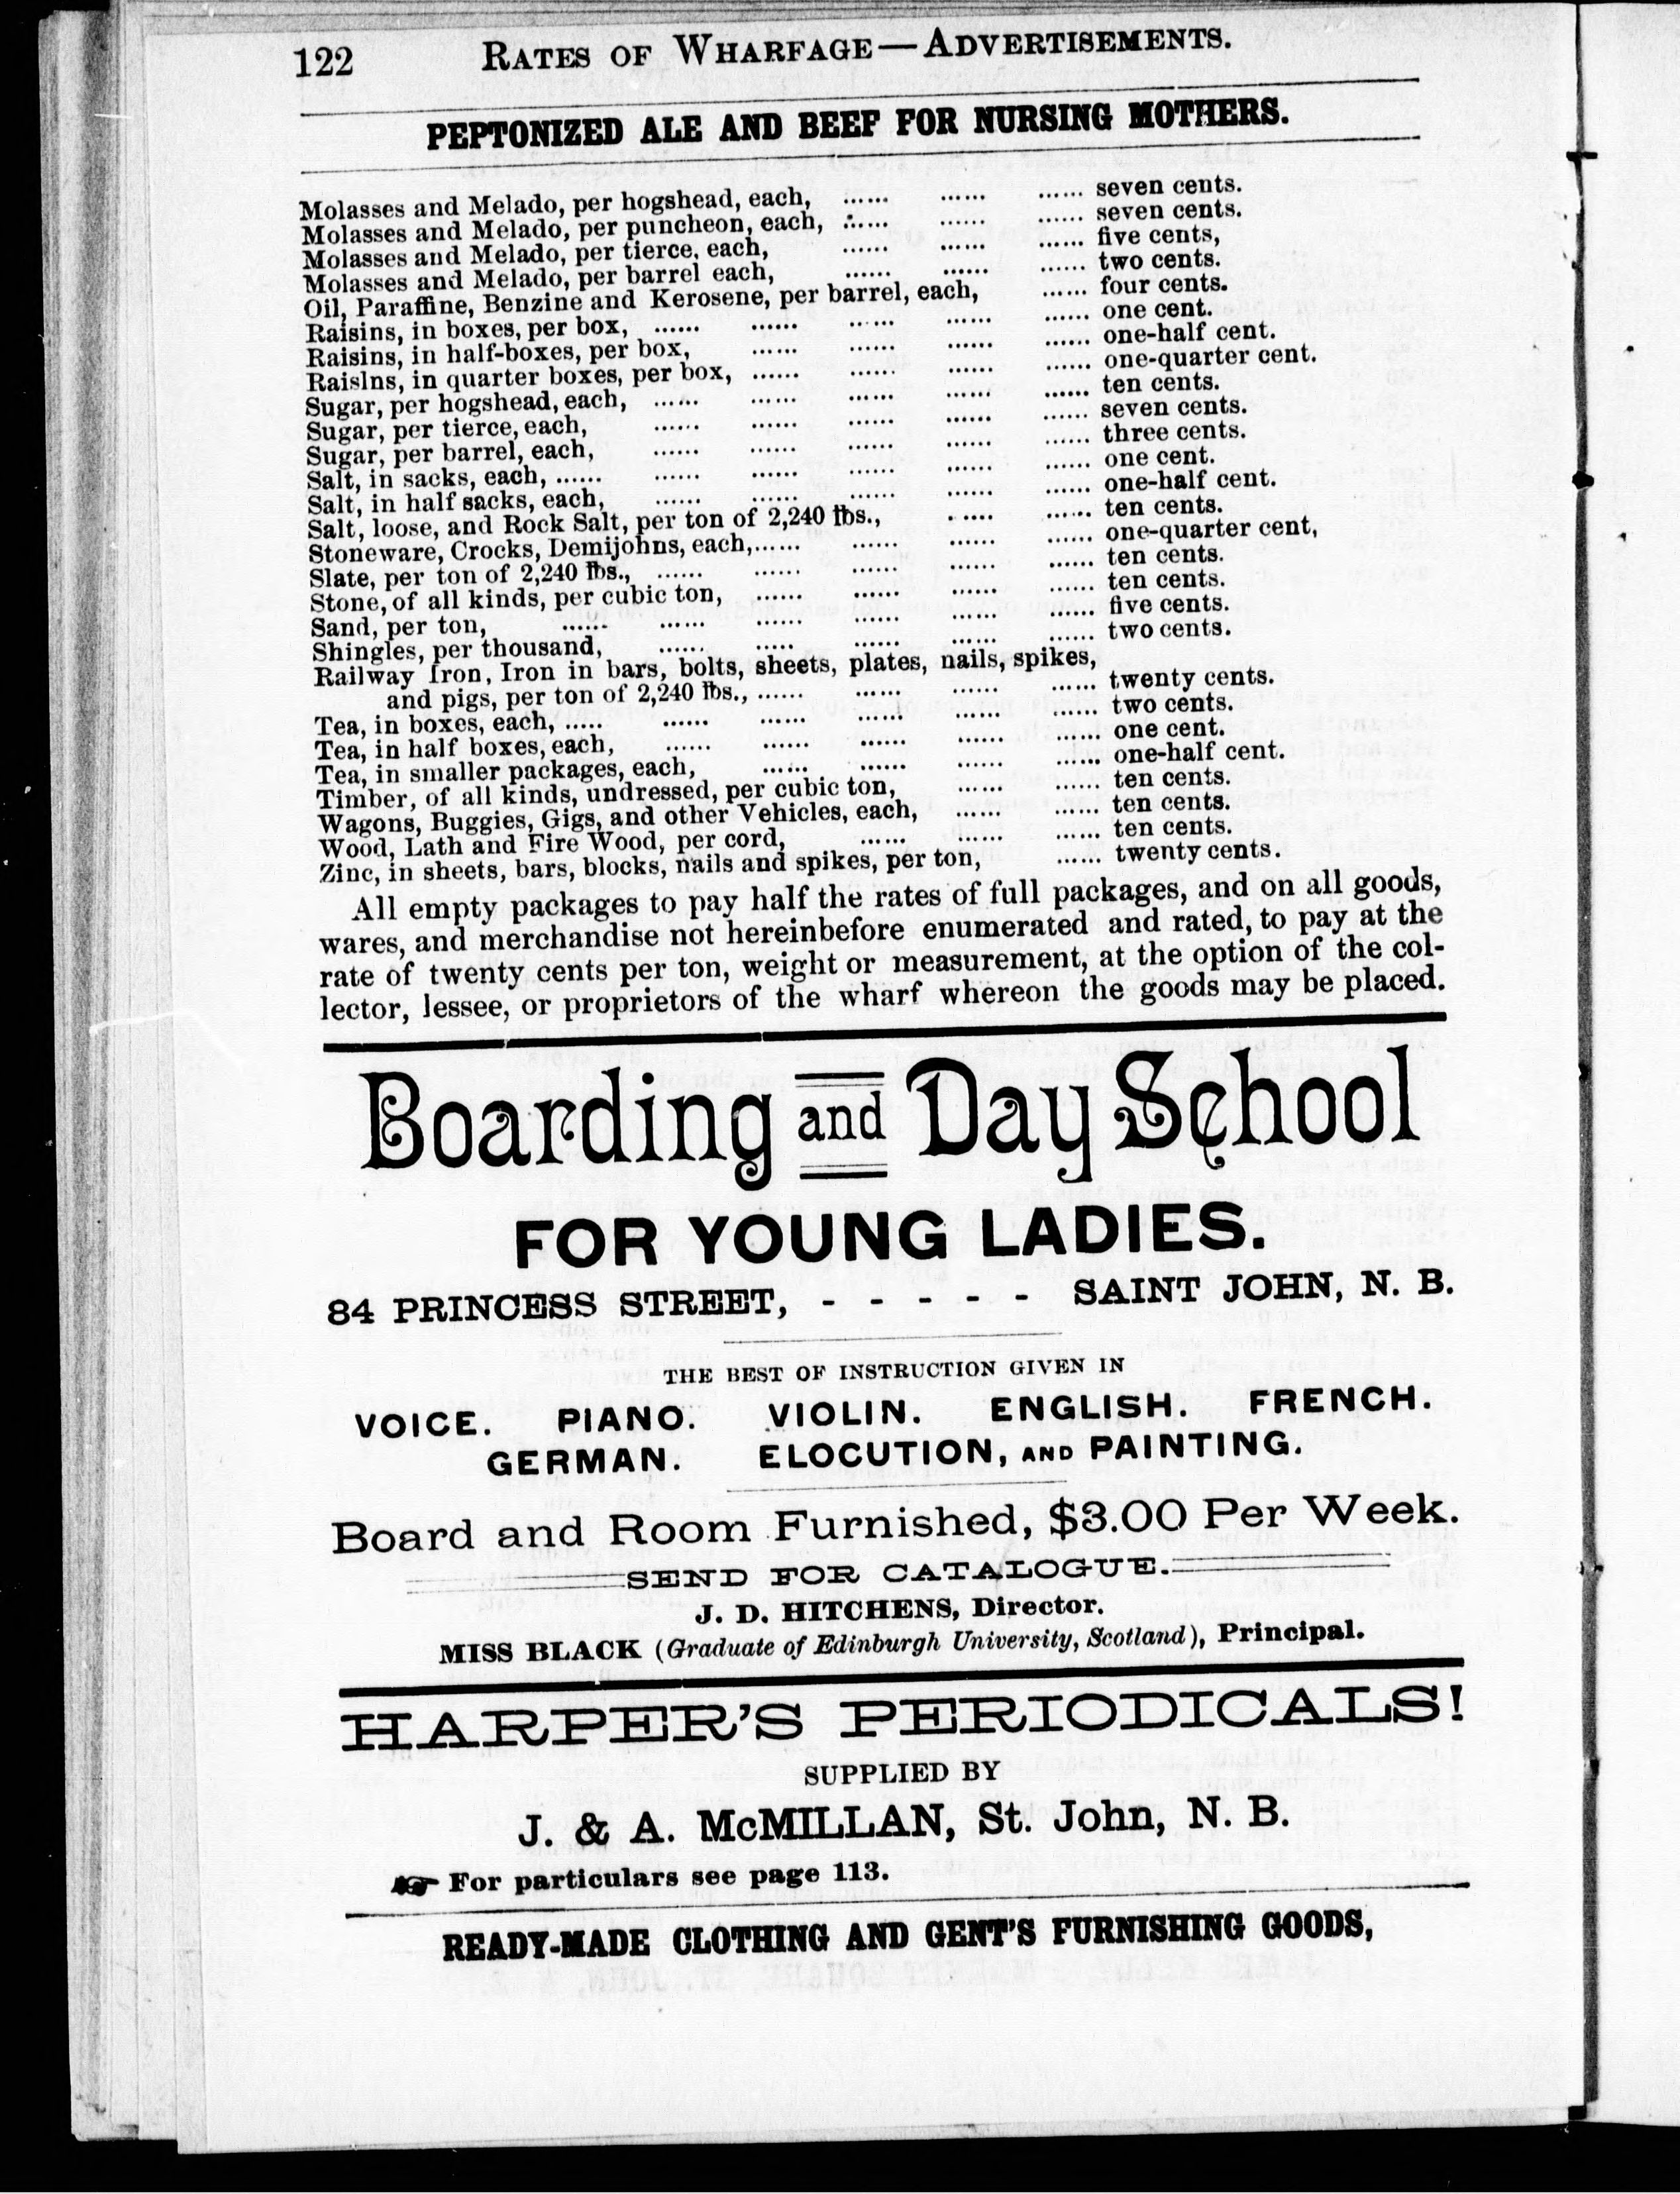 122 RATES OF WHARFAGE—ADVERTISEMENTS.
PEPTONIZED ALE AND BEEF FOR NURSING MOTHERS.
Molasses and Melado, per hogshead, each, ...... ...... ...... seven cents.
Molasses and Melado, per puncheon, each, ...... ...... ...... seven cents.
Molasses and Melado, per tierce, each, ...... ...... ...... five cents,
Molasses and Melado, per barrel each, ...... ...... ...... two cents.
Oil, Paraffine, Benzine and Kerosene, per barrel, each, ...... four cents.
Raisins, in boxes, per box, ...... ...... ...... ...... ...... one cent.
Raisins, in half-boxes, per box, ...... ...... ...... ...... one-half cent.
Raisins, in quarter boxes, per box, ...... ...... ...... ...... one-quarter cent.
Sugar, per hogshead, each, ...... ...... ...... ...... ...... ten cents.
Sugar, per tierce, each, ...... ...... ...... ...... ...... seven cents.
Sugar, per barrel, each, ...... ...... ...... ...... ...... three cents.
Salt, in sacks, each, ...... ...... ...... ...... ...... ...... one cent.
Salt, in half sacks, each, ...... ...... ...... ...... ...... one-half cent.
Salt, loose, and Rock Salt, per ton of 2,240 lbs., ...... ...... ten cents.
Stoneware, Crocks, Demijohns, each, ...... ...... ...... ...... one-quarter cent,
Slate, per ton of 2,240 lbs., ...... ...... ...... ...... ...... ten cents.
Stone, of all kinds, per cubic ton, ...... ...... ...... ...... ten cents.
Sand, per ton, ...... ...... ...... ...... ...... ...... five cents.
Shingles, per thousand, ...... ...... ...... ...... ...... two cents.
Railway Iron, Iron in bars, bolts, sheets, plates, nails, spikes,
and pigs, per ton of 2,240 lbs., ...... ...... ...... ...... twenty cents.
Tea, in boxes, each, ...... ...... ...... ...... ...... ...... two cents.
Tea, in half boxes, each, ...... ...... ...... ...... ...... one cent.
Tea, in smaller packages, each, ...... ...... ...... ...... one-half cent.
Timber, of all kinds, undressed, per cubic ton, ...... ...... ten cents.
Wagons, Buggies, Gigs, and other Vehicles, each, ...... ...... ten cents.
Wood, Lath and Fire Wood, per cord, ...... ...... ...... ten cents.
Zinc, in sheets, bars, blocks, nails and spikes, per ton, ...... twenty cents.
All empty packages to pay half the rates of full packages, and on all goods,
wares, and merchandise not hereinbefore enumerated and rated, to pay at the
rate of twenty cents per ton, weight or measurement, at the option of the col-
lector, lessee, or proprietors of the wharf whereon the goods may be placed.
Boarding and Day School
FOR YOUNG LADIES.
84 PRINCESS STREET, - - - - - SAINT JOHN, N. B.
THE BEST OF INSTRUCTION GIVEN IN
VOICE. PIANO. VIOLIN. ENGLISH. FRENCH.
GERMAN. ELOCUTION, AND PAINTING.
Board and Room Furnished, $3.00 Per Week.
SEND FOR CATALOGUE.
J. D. HITCHENS, Director.
MISS BLACK (Graduate of Edinburgh University, Scotland), Principal.
HARPER'S PERIODICALS!
SUPPLIED BY
J. & A. McMILLAN, St. John, N. B.
☛ For particulars see page 113.
READY-MADE CLOTHING AND GENT'S FURNISHING GOODS,